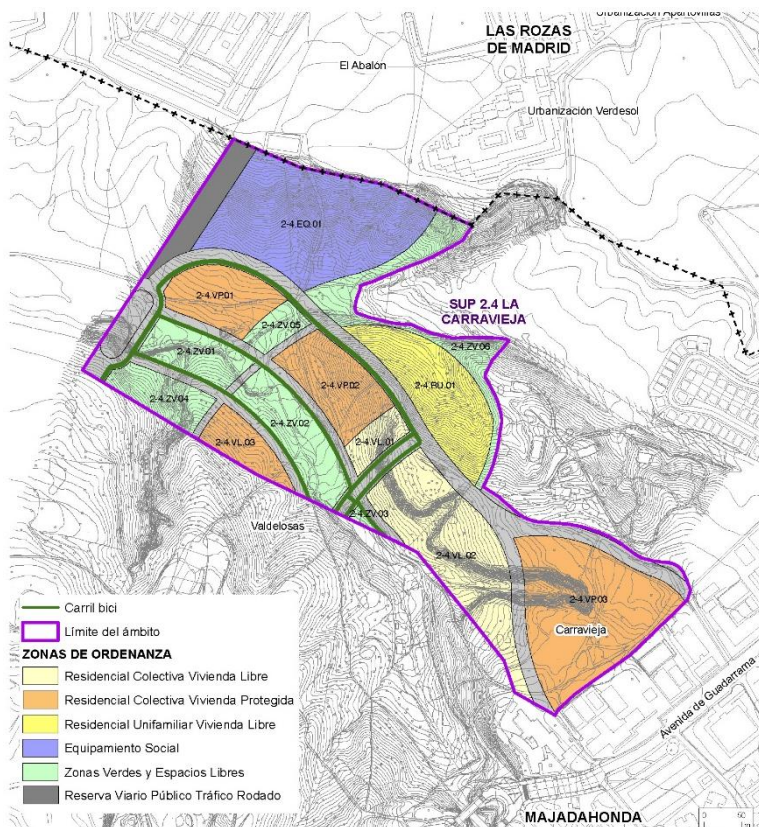 Urbanización Apartovillas
LAS ROZAS
DE MADRID
El Abalón
Urbanización Verdesol
2-4.EQ.01
2-4.VP.01
SUP 2.4 LA
CARRAVIEJA
2-4.ZV.05
2-4.ZV.01
2-4.ZV.06
2-4.VP.02
2-4.RU.01
2-4.ZV.04
2-4.ZV.02
2-4.VL.01
2-4.VL.03
2-4.ZV.03
Valdelosas
2-4.VL.02
2-4.VP.03
Carravieja
Avenida de Guadarrama
Carril bici
Límite del ámbito
ZONAS DE ORDENANZA
Residencial Colectiva Vivienda Libre
Residencial Colectiva Vivienda Protegida
Residencial Unifamiliar Vivienda Libre
Equipamiento Social
Zonas Verdes y Espacios Libres
Reserva Viario Público Tráfico Rodado
MAJADAHONDA
0 50